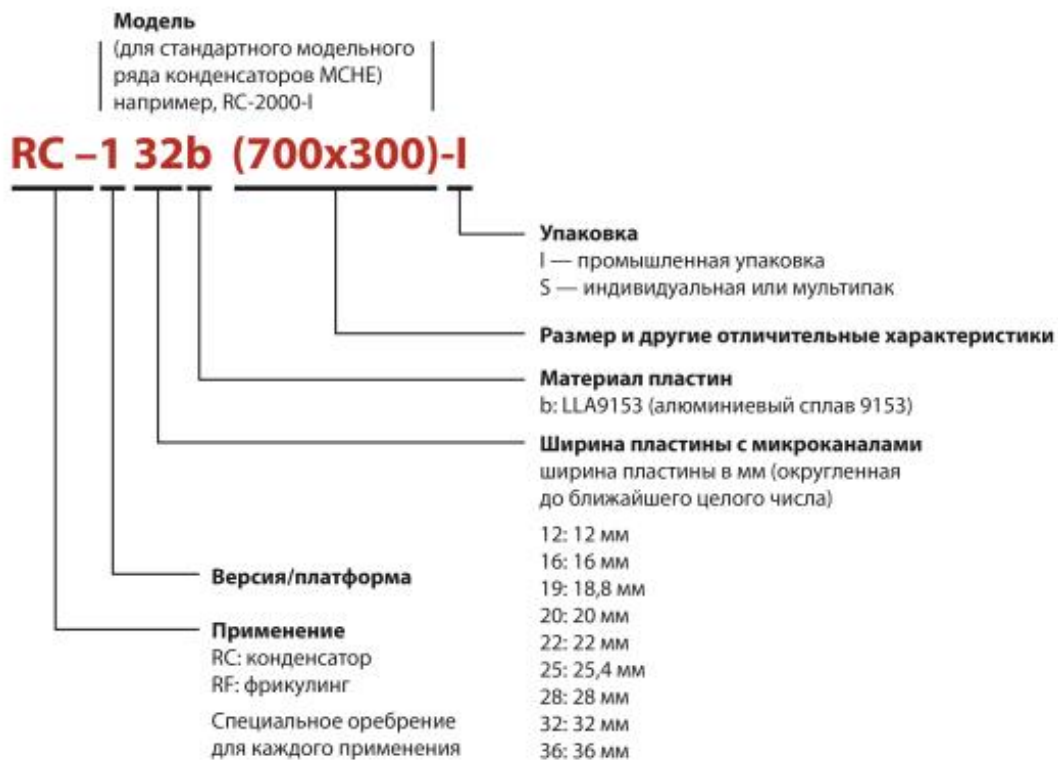 Модель
(для стандартного модельного
ряда конденсаторов MCHE)
например, RC-2000-I
RC –1 32b (700x300)-I
Упаковка
I — промышленная упаковка
S — индивидуальная или мультипак
Размер и другие отличительные характеристики
Материал пластин
b: LLA9153 (алюминиевый сплав 9153)
Ширина пластины с микроканалами
ширина пластины в мм (округленная
до ближайшего целого числа)
12: 12 мм
16: 16 мм
19: 18,8 мм
20: 20 мм
22: 22 мм
25: 25,4 мм
28: 28 мм
32: 32 мм
36: 36 мм
Версия/платформа
Применение
RC: конденсатор
RF: фрикулинг
Специальное оребрение
для каждого применения